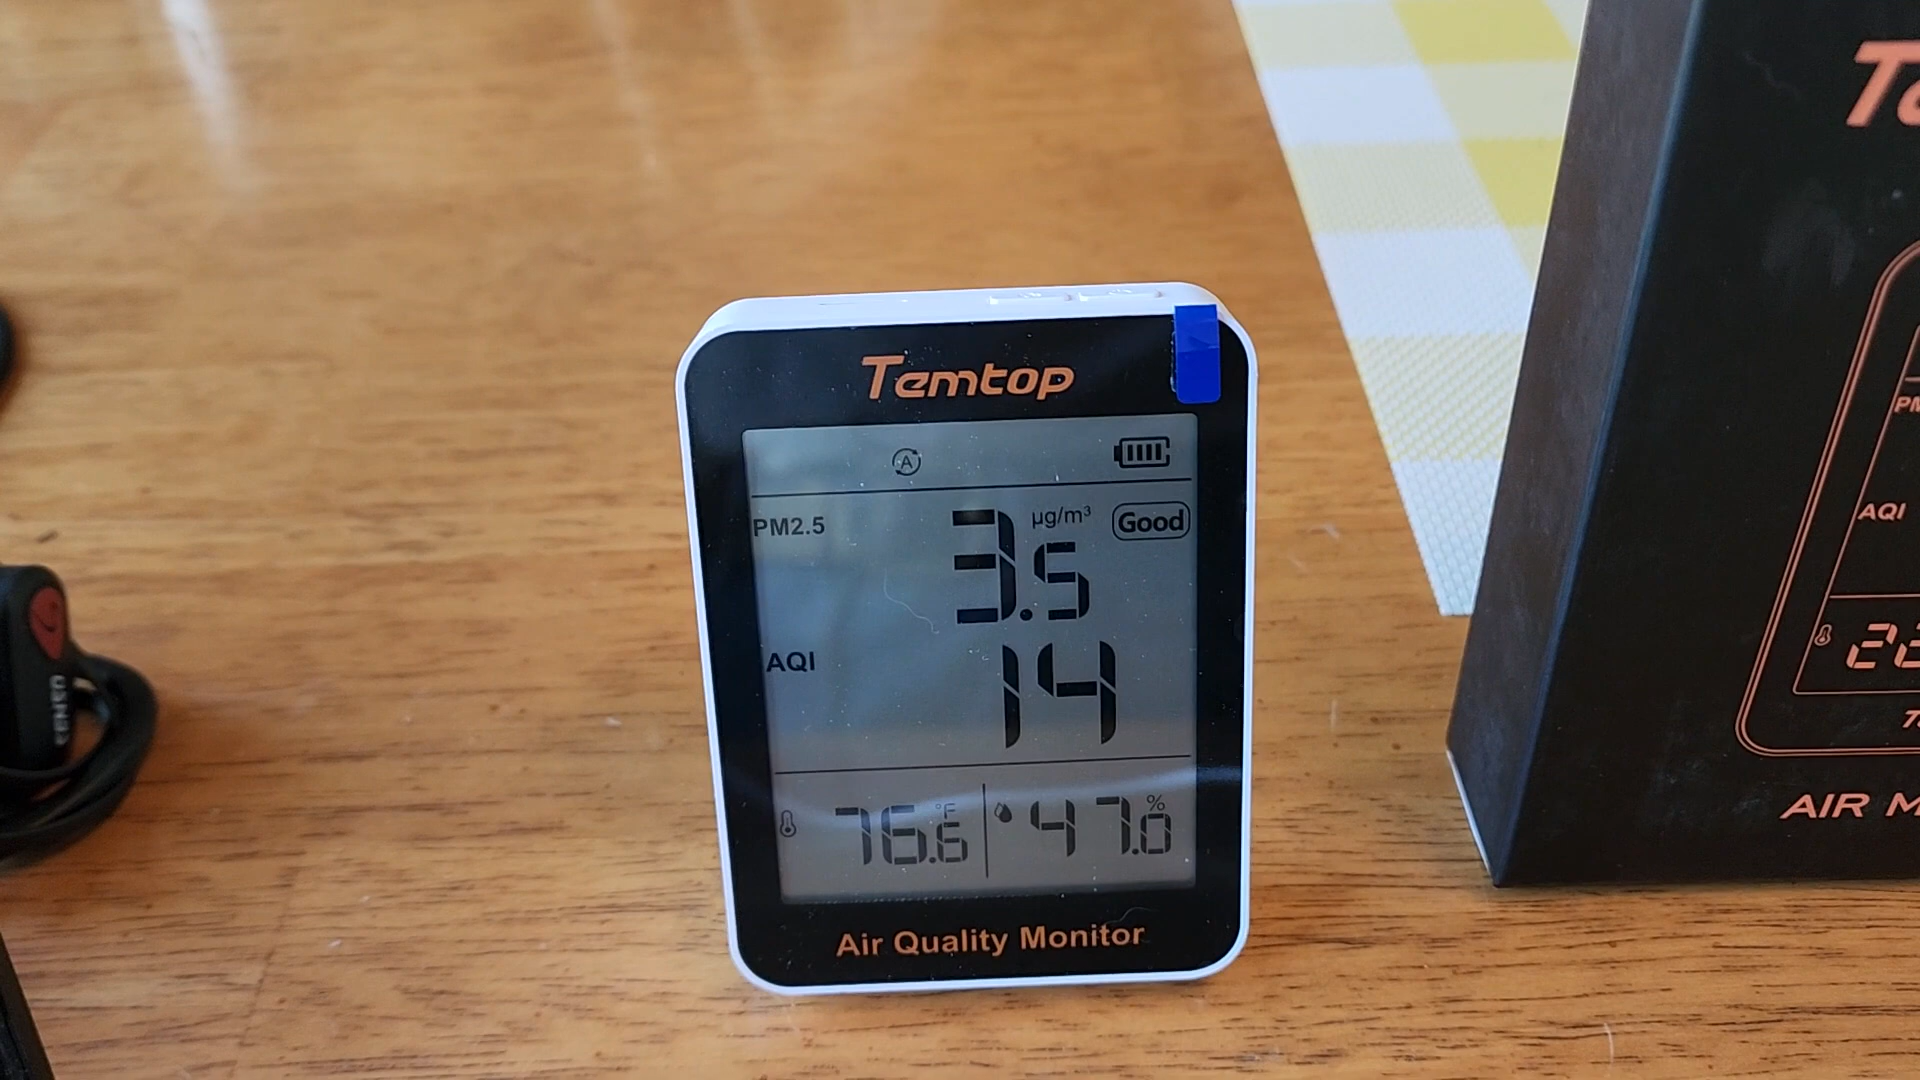 Temtop
A
PM2.5 3.5 µg/m³ Good
AQI 14
76.6 °F 47.0 %
Air Quality Monitor
PM
AQI
AIR M